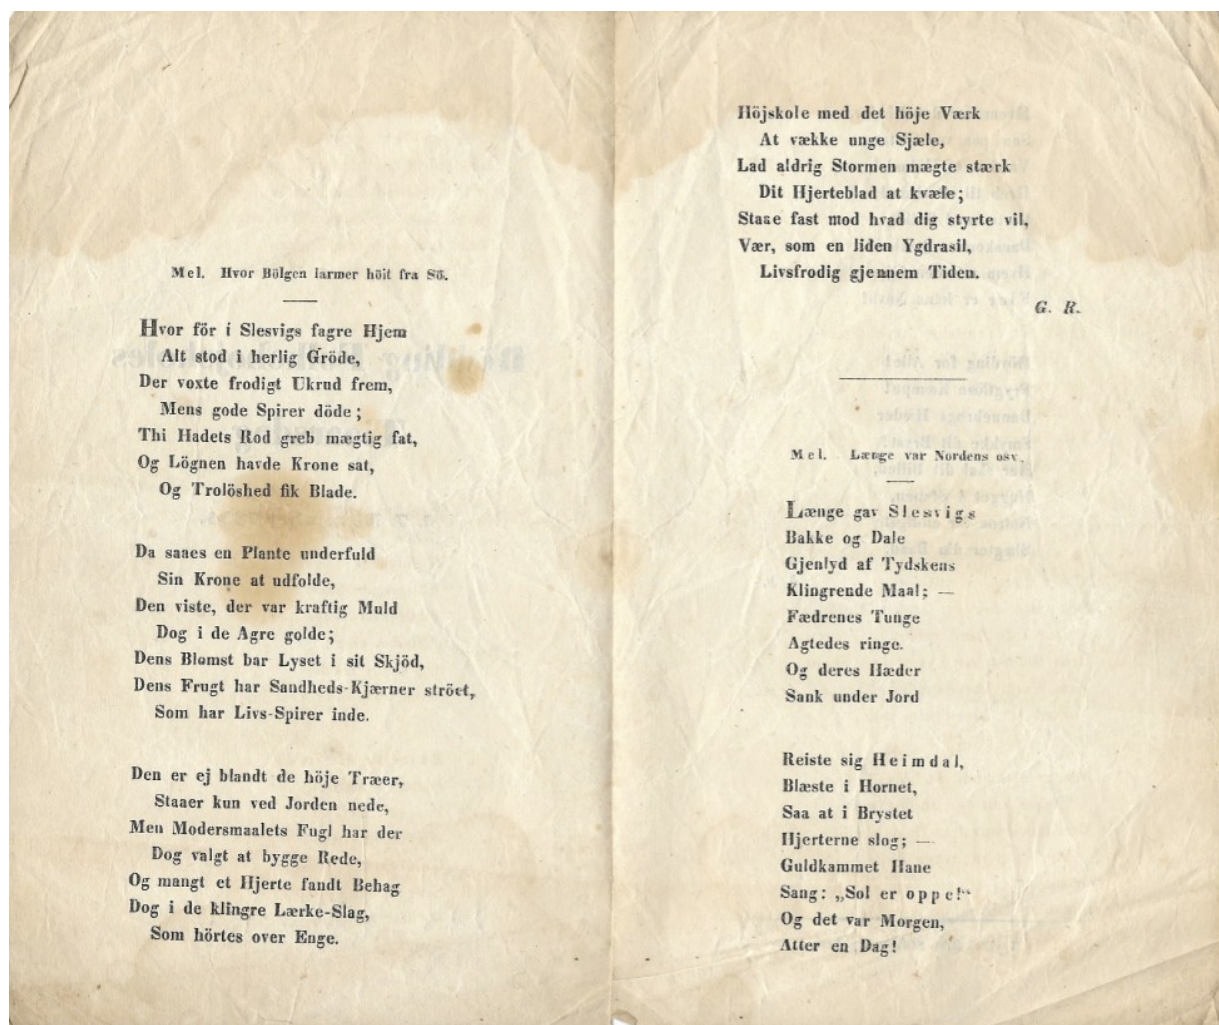 Mel. Hvor Bölgen larmer höit fra Sö.
Hvor för i Slesvigs fagre Hjem
Alt stod i herlig Gröde,
Der voxte frodigt Ukrud frem,
Mens gode Spirer döde;
Thi Hadets Rod greb mægtig fat,
Og Lögnen havde Krone sat,
Og Trolöshed fik Blade.
Da saaes en Plante underfuld
Sin Krone at udfolde,
Den viste, der var kraftig Muld
Dog i de Agre golde;
Dens Blomst bar Lyset i sit Skjöd,
Dens Frugt har Sandheds-Kjærner ströet,
Som har Livs-Spirer inde.
Den er ej blandt de höje Træer,
Staaer kun ved Jorden nede,
Men Modersmaalets Fugl har der
Dog valgt at bygge Rede,
Og mangt et Hjerte fandt Behag
Dog i de klingre Lærke-Slag,
Som hörtes over Enge.
Höjskole med det höje Værk
At vække unge Sjæle,
Lad aldrig Stormen mægte stærk
Dit Hjerteblad at kvæle;
Staae fast mod hvad dig styrte vil,
Vær, som en liden Ygdrasil,
Livsfrodig gjennem Tiden.
G. R.
Mel. Længe var Nordens osv.
Længe gav Slesvigs
Bakke og Dale
Gjenlyd af Tydskens
Klingrende Maal; —
Fædrenes Tunge
Agtedes ringe.
Og deres Hæder
Sank under Jord
Reiste sig Heimdal,
Blæste i Hornet,
Saa at i Brystet
Hjerterne slog; —
Guldkammet Hane
Sang: „Sol er oppe!“
Og det var Morgen,
Atter en Dag!